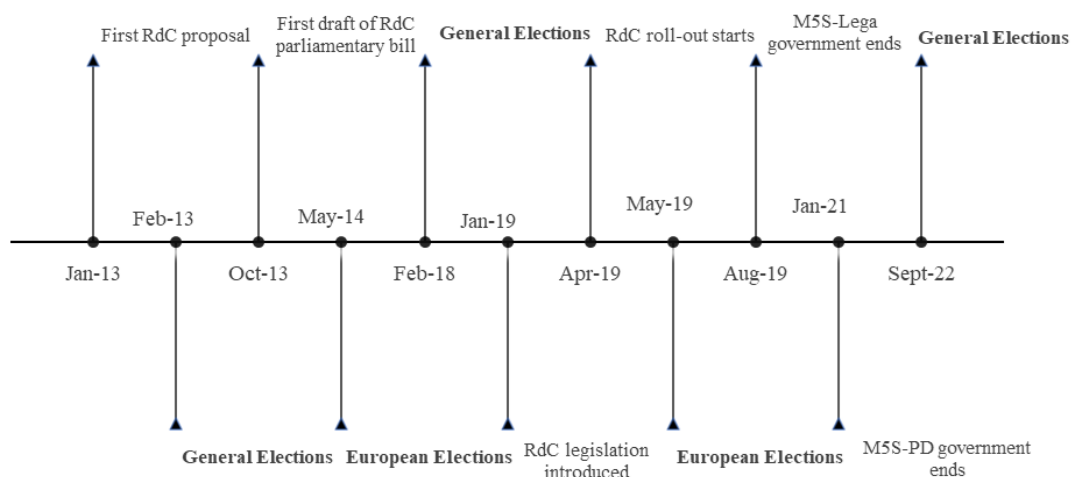 First RdC proposal
First draft of RdC
parliamentary bill
General Elections
RdC roll-out starts
M5S-Lega
government ends
General Elections
Feb-13
May-14
Jan-19
May-19
Jan-21
Jan-13
Oct-13
Feb-18
Apr-19
Aug-19
Sept-22
General Elections
European Elections
RdC legislation
introduced
European Elections
M5S-PD government
ends